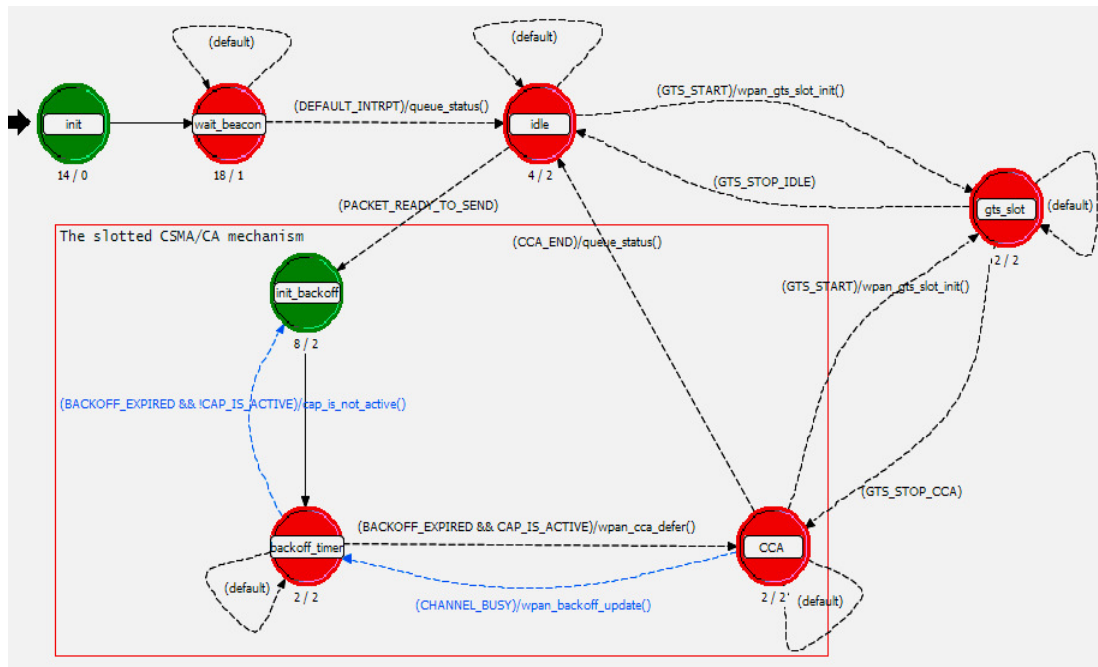 (default)
(default)
(GTS_START)/wpan_gts_slot_init()
(DEFAULT_INTRPT)/queue_status()
init
wait_beacon
idle
14 / 0
18 / 1
4 / 2
(GTS_STOP_IDLE)
(PACKET_READY_TO_SEND)
gts_slot
(default)
The slotted CSMA/CA mechanism
(CCA_END)/queue_status()
2 / 2
(GTS_START)/wpan_gts_slot_init()
init_backoff
8 / 2
(BACKOFF_EXPIRED && !CAP_IS_ACTIVE)/cap_is_not_active()
(GTS_STOP_CCA)
(BACKOFF_EXPIRED && CAP_IS_ACTIVE)/wpan_cca_defer()
backoff_timer
CCA
(default)
2 / 2
(CHANNEL_BUSY)/wpan_backoff_update()
2 / 2
(default)